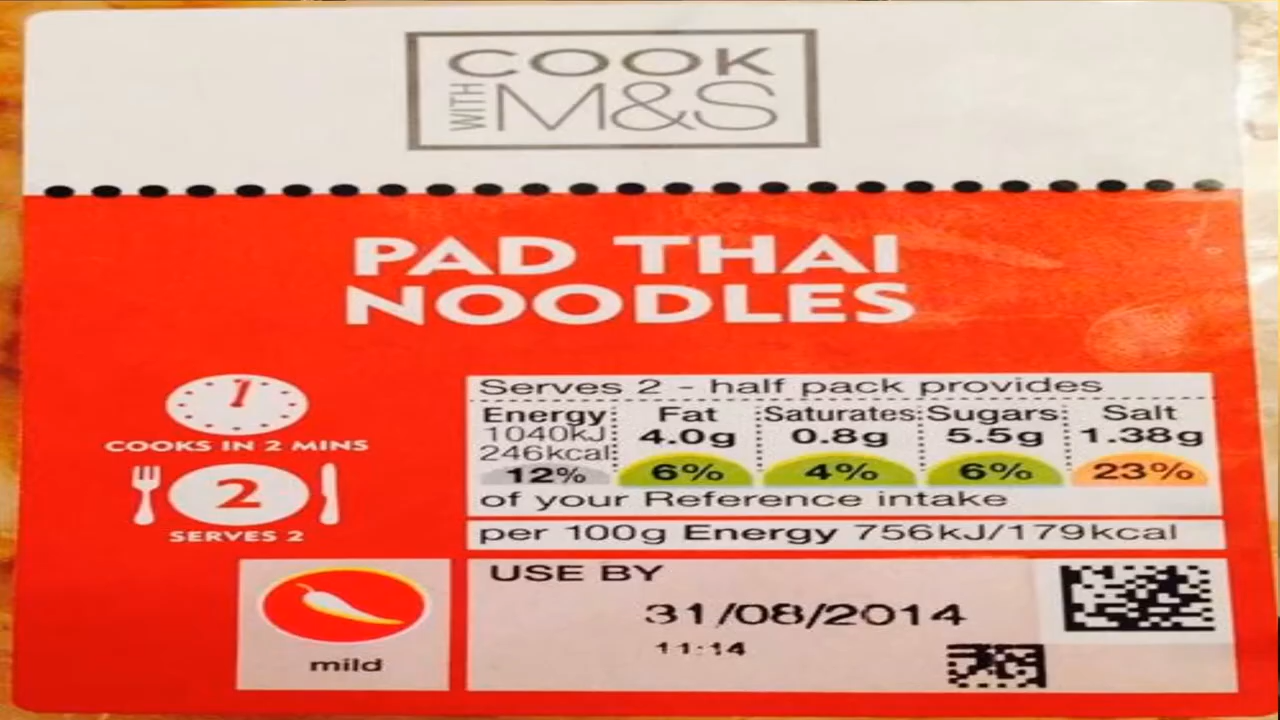 COOK
WITH M&S
PAD THAI
NOODLES
1
COOKS IN 2 MINS
2
SERVES 2
mild
Serves 2 - half pack provides
Energy Fat Saturates Sugars Salt
1040kJ 4.0g 0.8g 5.5g 1.38g
246kcal
12% 6% 4% 6% 23%
of your Reference intake
per 100g Energy 756kJ/179kcal
USE BY
31/08/2014
11:14